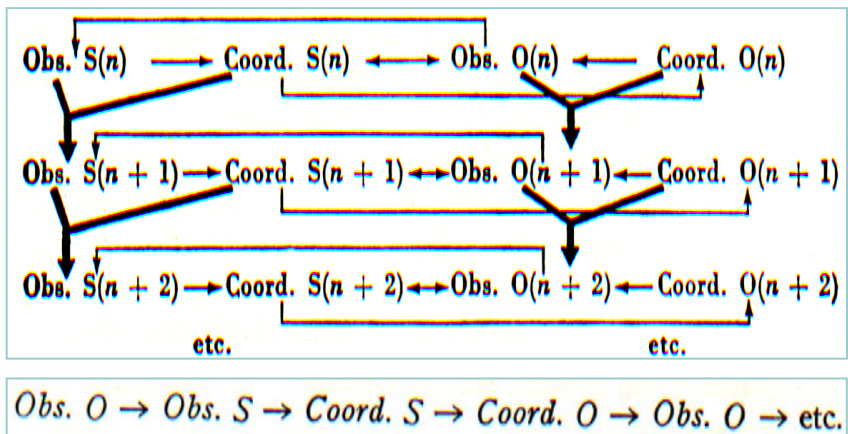 Obs. S(n) → Coord. S(n) ↔ Obs. O(n) ← Coord. O(n)
Obs. S(n + 1) → Coord. S(n + 1) ↔ Obs. O(n + 1) ← Coord. O(n + 1)
Obs. S(n + 2) → Coord. S(n + 2) ↔ Obs. O(n + 2) ← Coord. O(n + 2)
etc. etc.
Obs. O → Obs. S → Coord. S → Coord. O → Obs. O → etc.